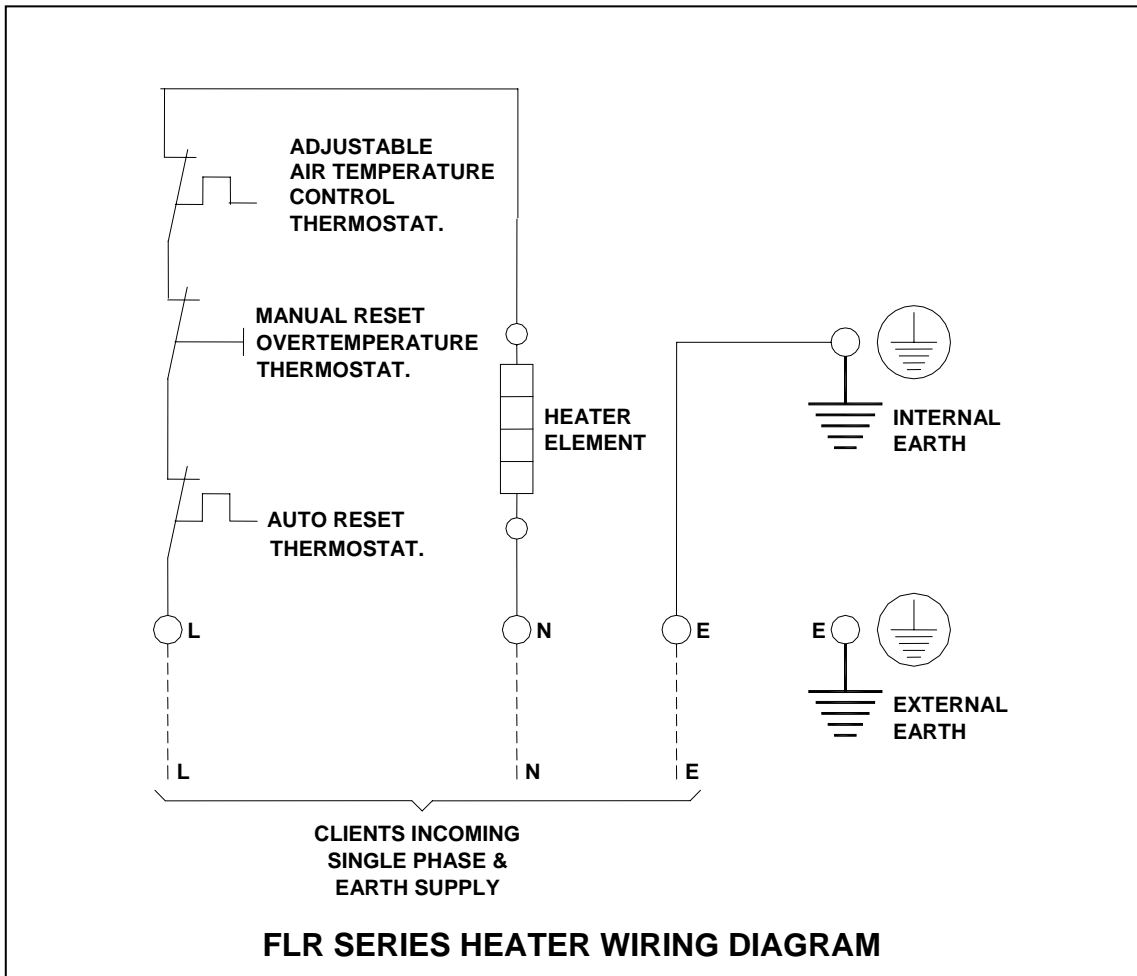 ADJUSTABLE
AIR TEMPERATURE
CONTROL
THERMOSTAT.
MANUAL RESET
OVERTEMPERATURE
THERMOSTAT.
HEATER
ELEMENT
INTERNAL
EARTH
AUTO RESET
THERMOSTAT.
L
N
E
E
EXTERNAL
EARTH
L
N
E
CLIENTS INCOMING
SINGLE PHASE &
EARTH SUPPLY
FLR SERIES HEATER WIRING DIAGRAM